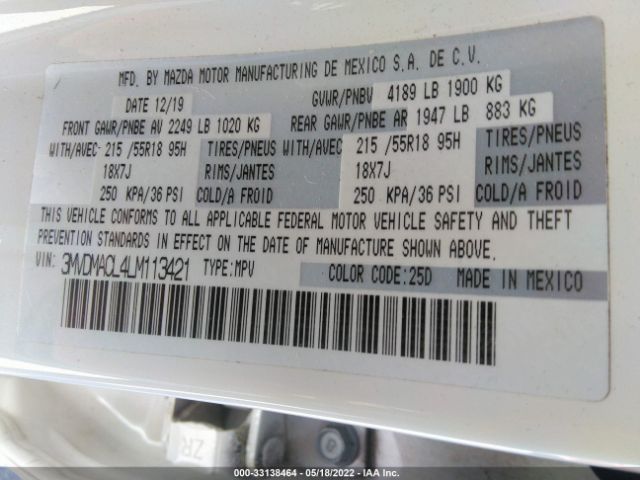 MFD. BY MAZDA MOTOR MANUFACTURING DE MEXICO S.A. DE C.V.
DATE 12/19 GVWR/PNBV 4189 LB 1900 KG
FRONT GAWR/PNBE AV 2249 LB 1020 KG REAR GAWR/PNBE AR 1947 LB 883 KG
WITH/AVEC 215 /55R18 95H TIRES/PNEUS WITH/AVEC 215 /55R18 95H TIRES/PNEUS
18X7J RIMS/JANTES 18X7J RIMS/JANTES
250 KPA/36 PSI COLD/A FROID 250 KPA/36 PSI COLD/A FROID
THIS VEHICLE CONFORMS TO ALL APPLICABLE FEDERAL MOTOR VEHICLE SAFETY AND THEFT
PREVENTION STANDARDS IN EFFECT ON THE DATE OF MANUFACTURE SHOWN ABOVE.
VIN: 3MVDMACL4LM113421 TYPE:MPV COLOR CODE:25D MADE IN MEXICO
ZR
000-33138464 - 05/18/2022 - IAA Inc.